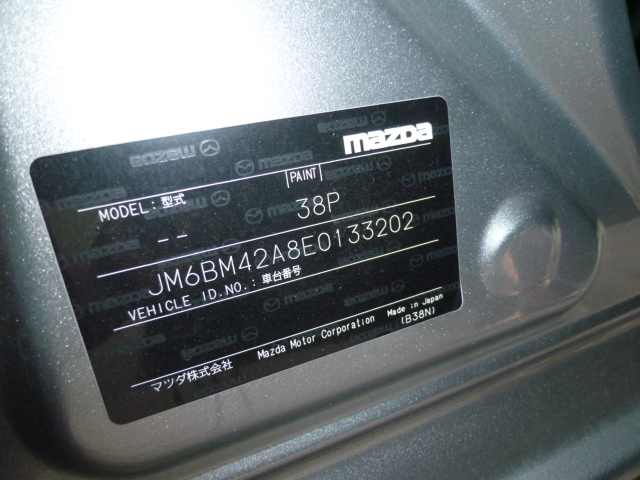 mazda
MODEL:型式 PAINT
-- 38P
JM6BM42A8E0133202
VEHICLE ID.NO.:車台番号
マツダ株式会社 Mazda Motor Corporation Made in Japan
(B38N)